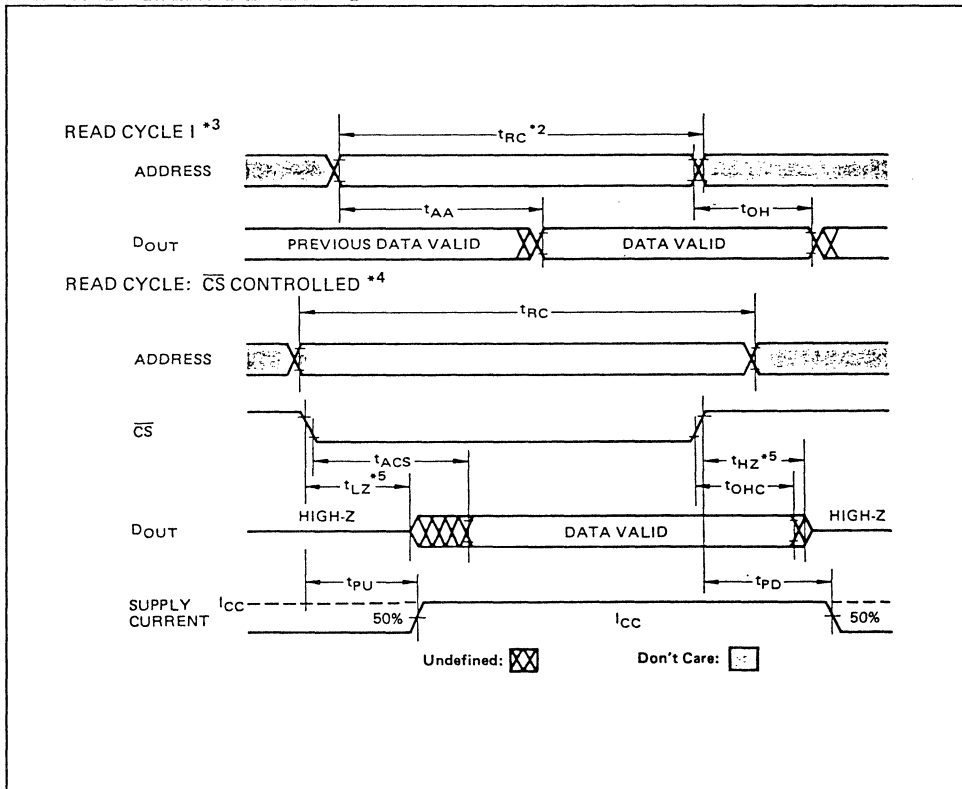 READ CYCLE I *3
tRC *2
ADDRESS
tAA
tOH
DOUT
PREVIOUS DATA VALID
DATA VALID
READ CYCLE: CS CONTROLLED *4
tRC
ADDRESS
CS
tACS
tHZ *5
tLZ *5
tOHC
HIGH-Z
HIGH-Z
DOUT
DATA VALID
tPU
tPD
SUPPLY CURRENT
ICC
50%
ICC
50%
Undefined:
Don't Care: